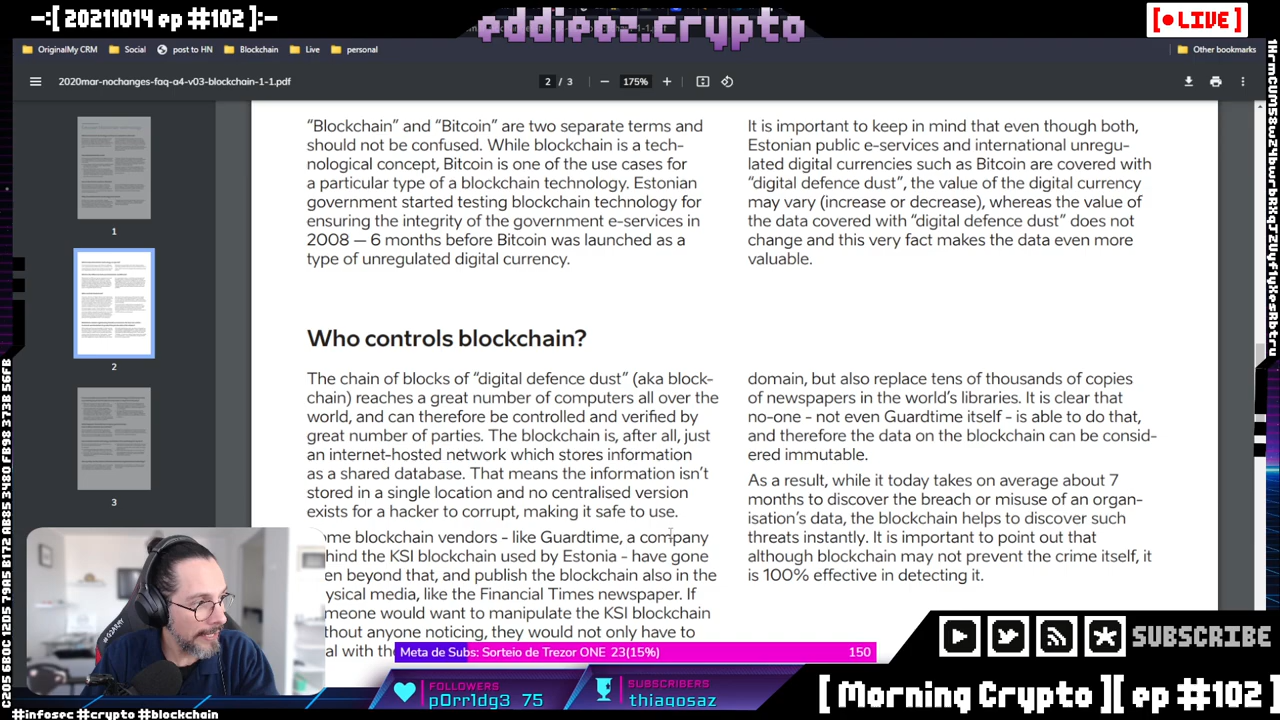 -:[ 20211014 ep #102 ]:-
eddieoz.crypto
[●LIVE]
OriginalMy CRM
Social
post to HN
Blockchain
Live
personal
Other bookmarks
2020mar-nochanges-faq-a4-v03-blockchain-1-1.pdf
2 / 3
175%
1
2
3
“Blockchain” and “Bitcoin” are two separate terms and
should not be confused. While blockchain is a tech-
nological concept, Bitcoin is one of the use cases for
a particular type of a blockchain technology. Estonian
government started testing blockchain technology for
ensuring the integrity of the government e-services in
2008 – 6 months before Bitcoin was launched as a
type of unregulated digital currency.
It is important to keep in mind that even though both,
Estonian public e-services and international unregu-
lated digital currencies such as Bitcoin are covered with
“digital defence dust”, the value of the digital currency
may vary (increase or decrease), whereas the value of
the data covered with “digital defence dust” does not
change and this very fact makes the data even more
valuable.
Who controls blockchain?
The chain of blocks of “digital defence dust” (aka block-
chain) reaches a great number of computers all over the
world, and can therefore be controlled and verified by
great number of parties. The blockchain is, after all, just
an internet-hosted network which stores information
as a shared database. That means the information isn’t
stored in a single location and no centralised version
exists for a hacker to corrupt, making it safe to use.
ome blockchain vendors - like Guardtime, a company
hind the KSI blockchain used by Estonia - have gone
en beyond that, and publish the blockchain also in the
ysical media, like the Financial Times newspaper. If
meone would want to manipulate the KSI blockchain
thout anyone noticing, they would not only have to
al with the
domain, but also replace tens of thousands of copies
of newspapers in the world’s libraries. It is clear that
no-one - not even Guardtime itself - is able to do that,
and therefore the data on the blockchain can be consid-
ered immutable.
As a result, while it today takes on average about 7
months to discover the breach or misuse of an organ-
isation’s data, the blockchain helps to discover such
threats instantly. It is important to point out that
although blockchain may not prevent the crime itself, it
is 100% effective in detecting it.
Meta de Subs: Sorteio de Trezor ONE 23(15%)
150
FOLLOWERS
p0rr1dg3 75
SUBSCRIBERS
thiagosaz
SUBSCRIBE
[Morning Crypto][ep #102]
#infosec #crypto #blockchain